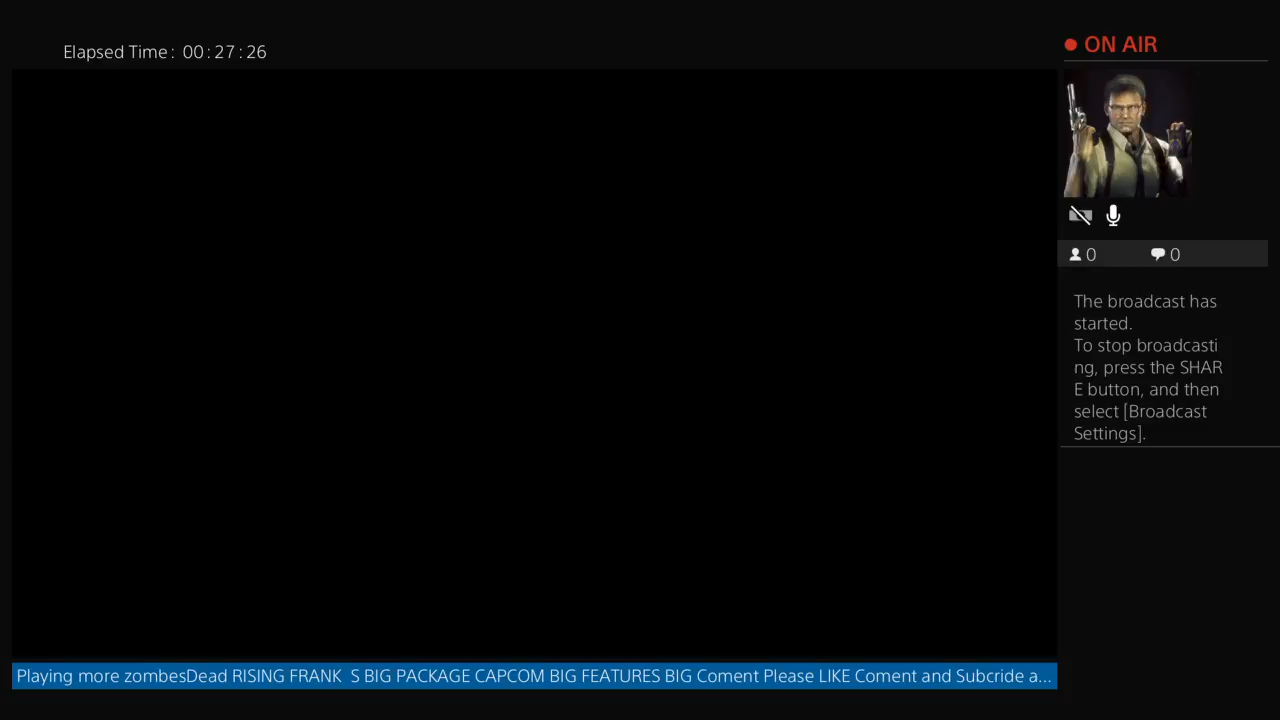 Elapsed Time: 00:27:26
ON AIR
0 0
The broadcast has
started.
To stop broadcasti
ng, press the SHAR
E button, and then
select [Broadcast
Settings].
Playing more zombesDead RISING FRANK  S BIG PACKAGE CAPCOM BIG FEATURES BIG Coment Please LIKE Coment and Subcride a...